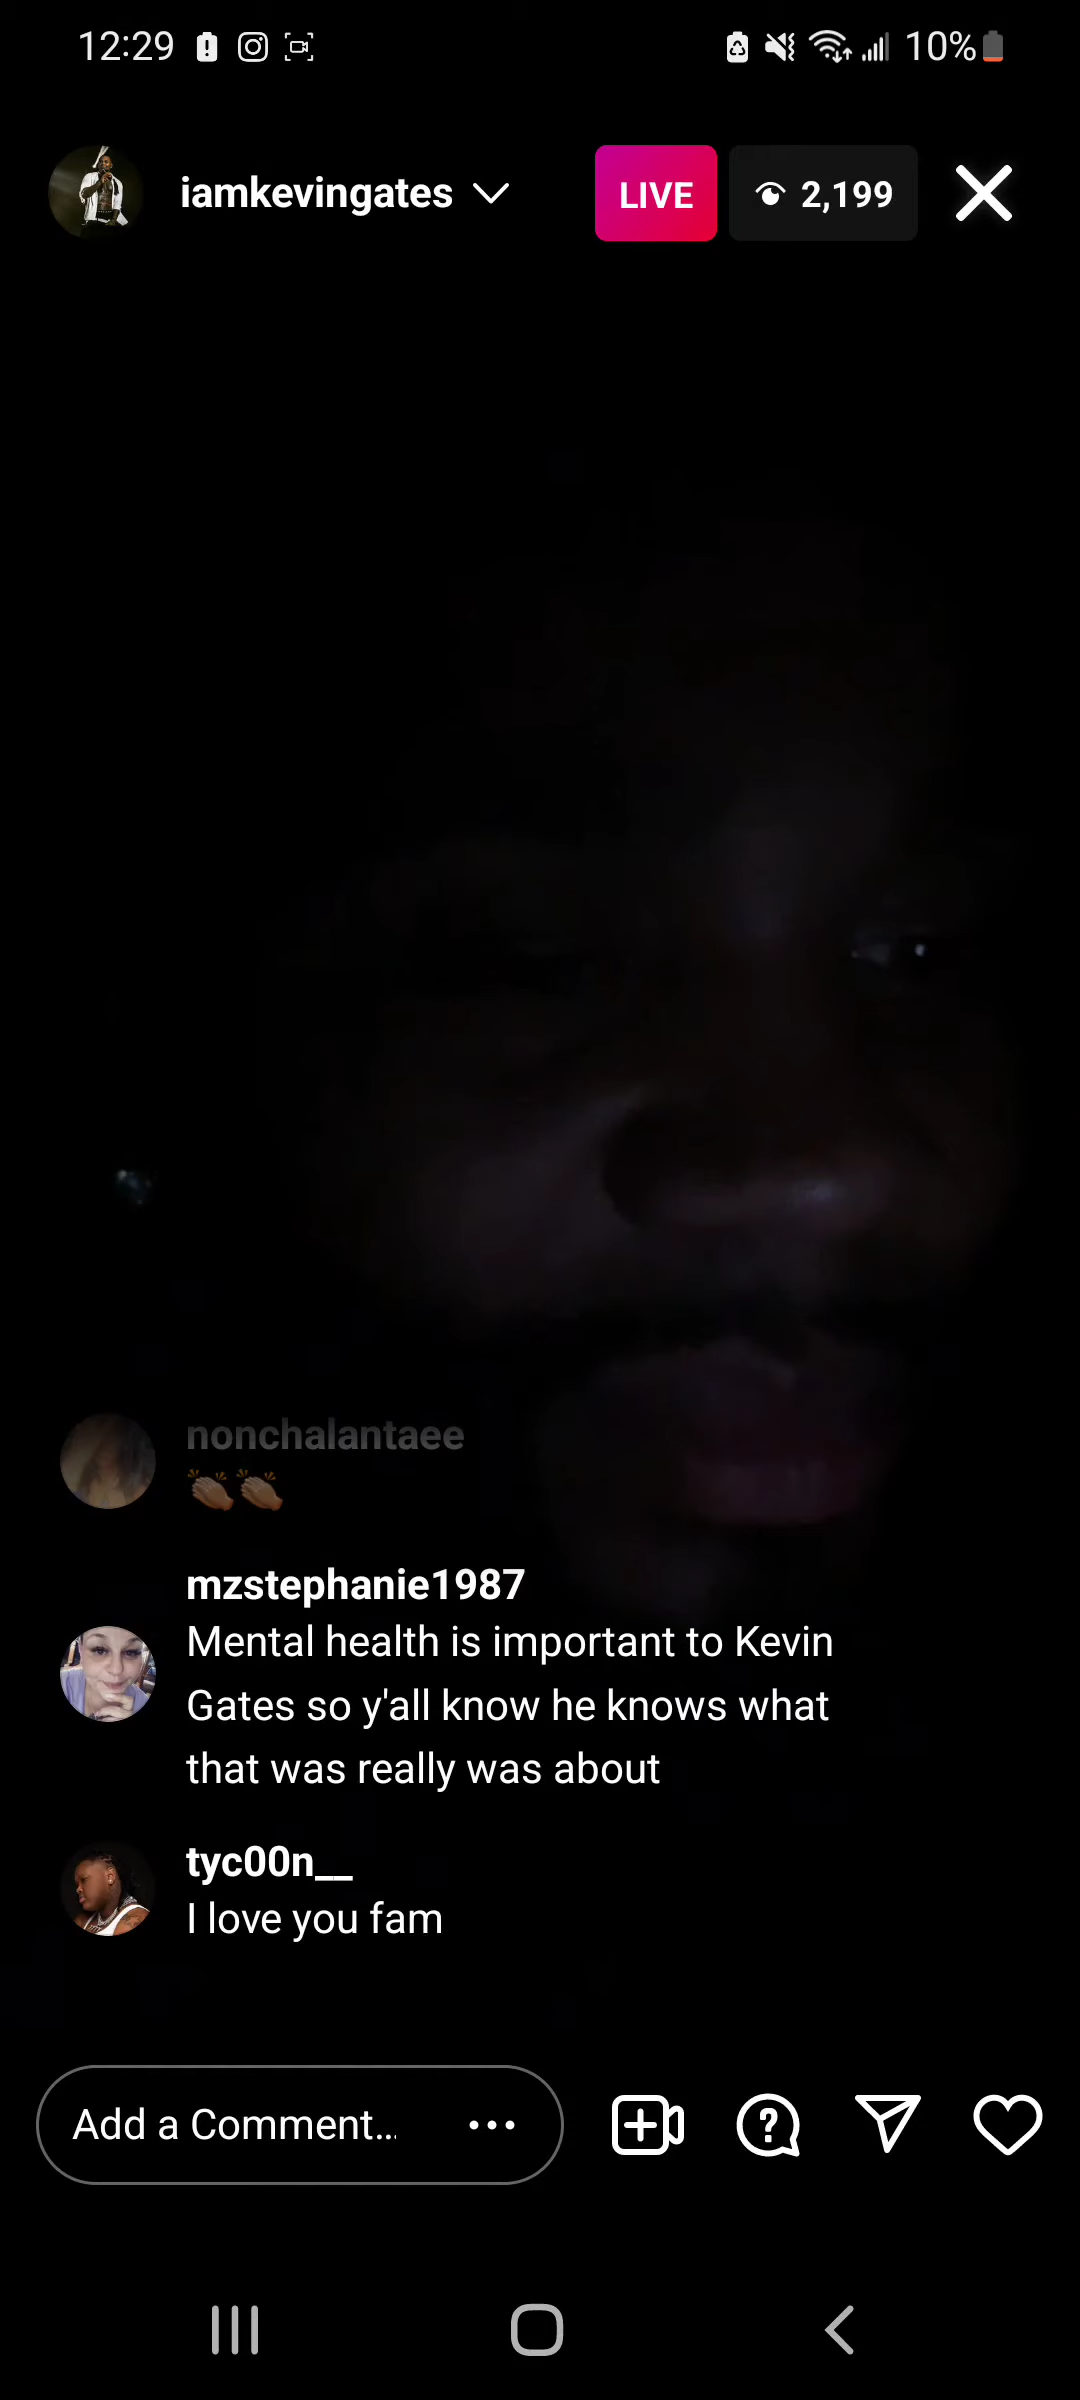 12:29
10%
iamkevingates
LIVE
2,199
nonchalantaee
👏🏼👏🏼
mzstephanie1987
Mental health is important to Kevin
Gates so y'all know he knows what
that was really was about
tyc00n__
I love you fam
Add a Comment...